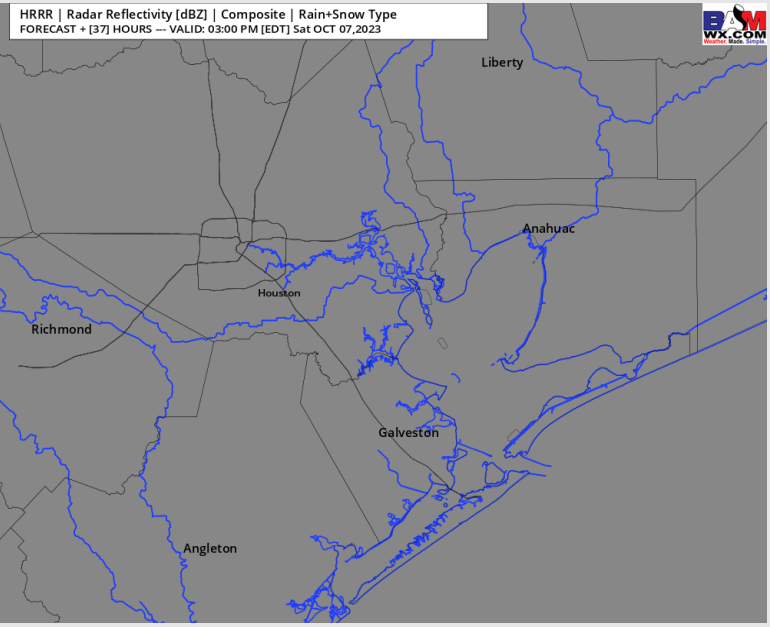 HRRR | Radar Reflectivity [dBZ] | Composite | Rain+Snow Type
FORECAST + [37] HOURS --- VALID: 03:00 PM [EDT] Sat OCT 07,2023
BAM
WX.COM
Weather. Made. Simple.
Liberty
Anahuac
Houston
Richmond
Galveston
Angleton